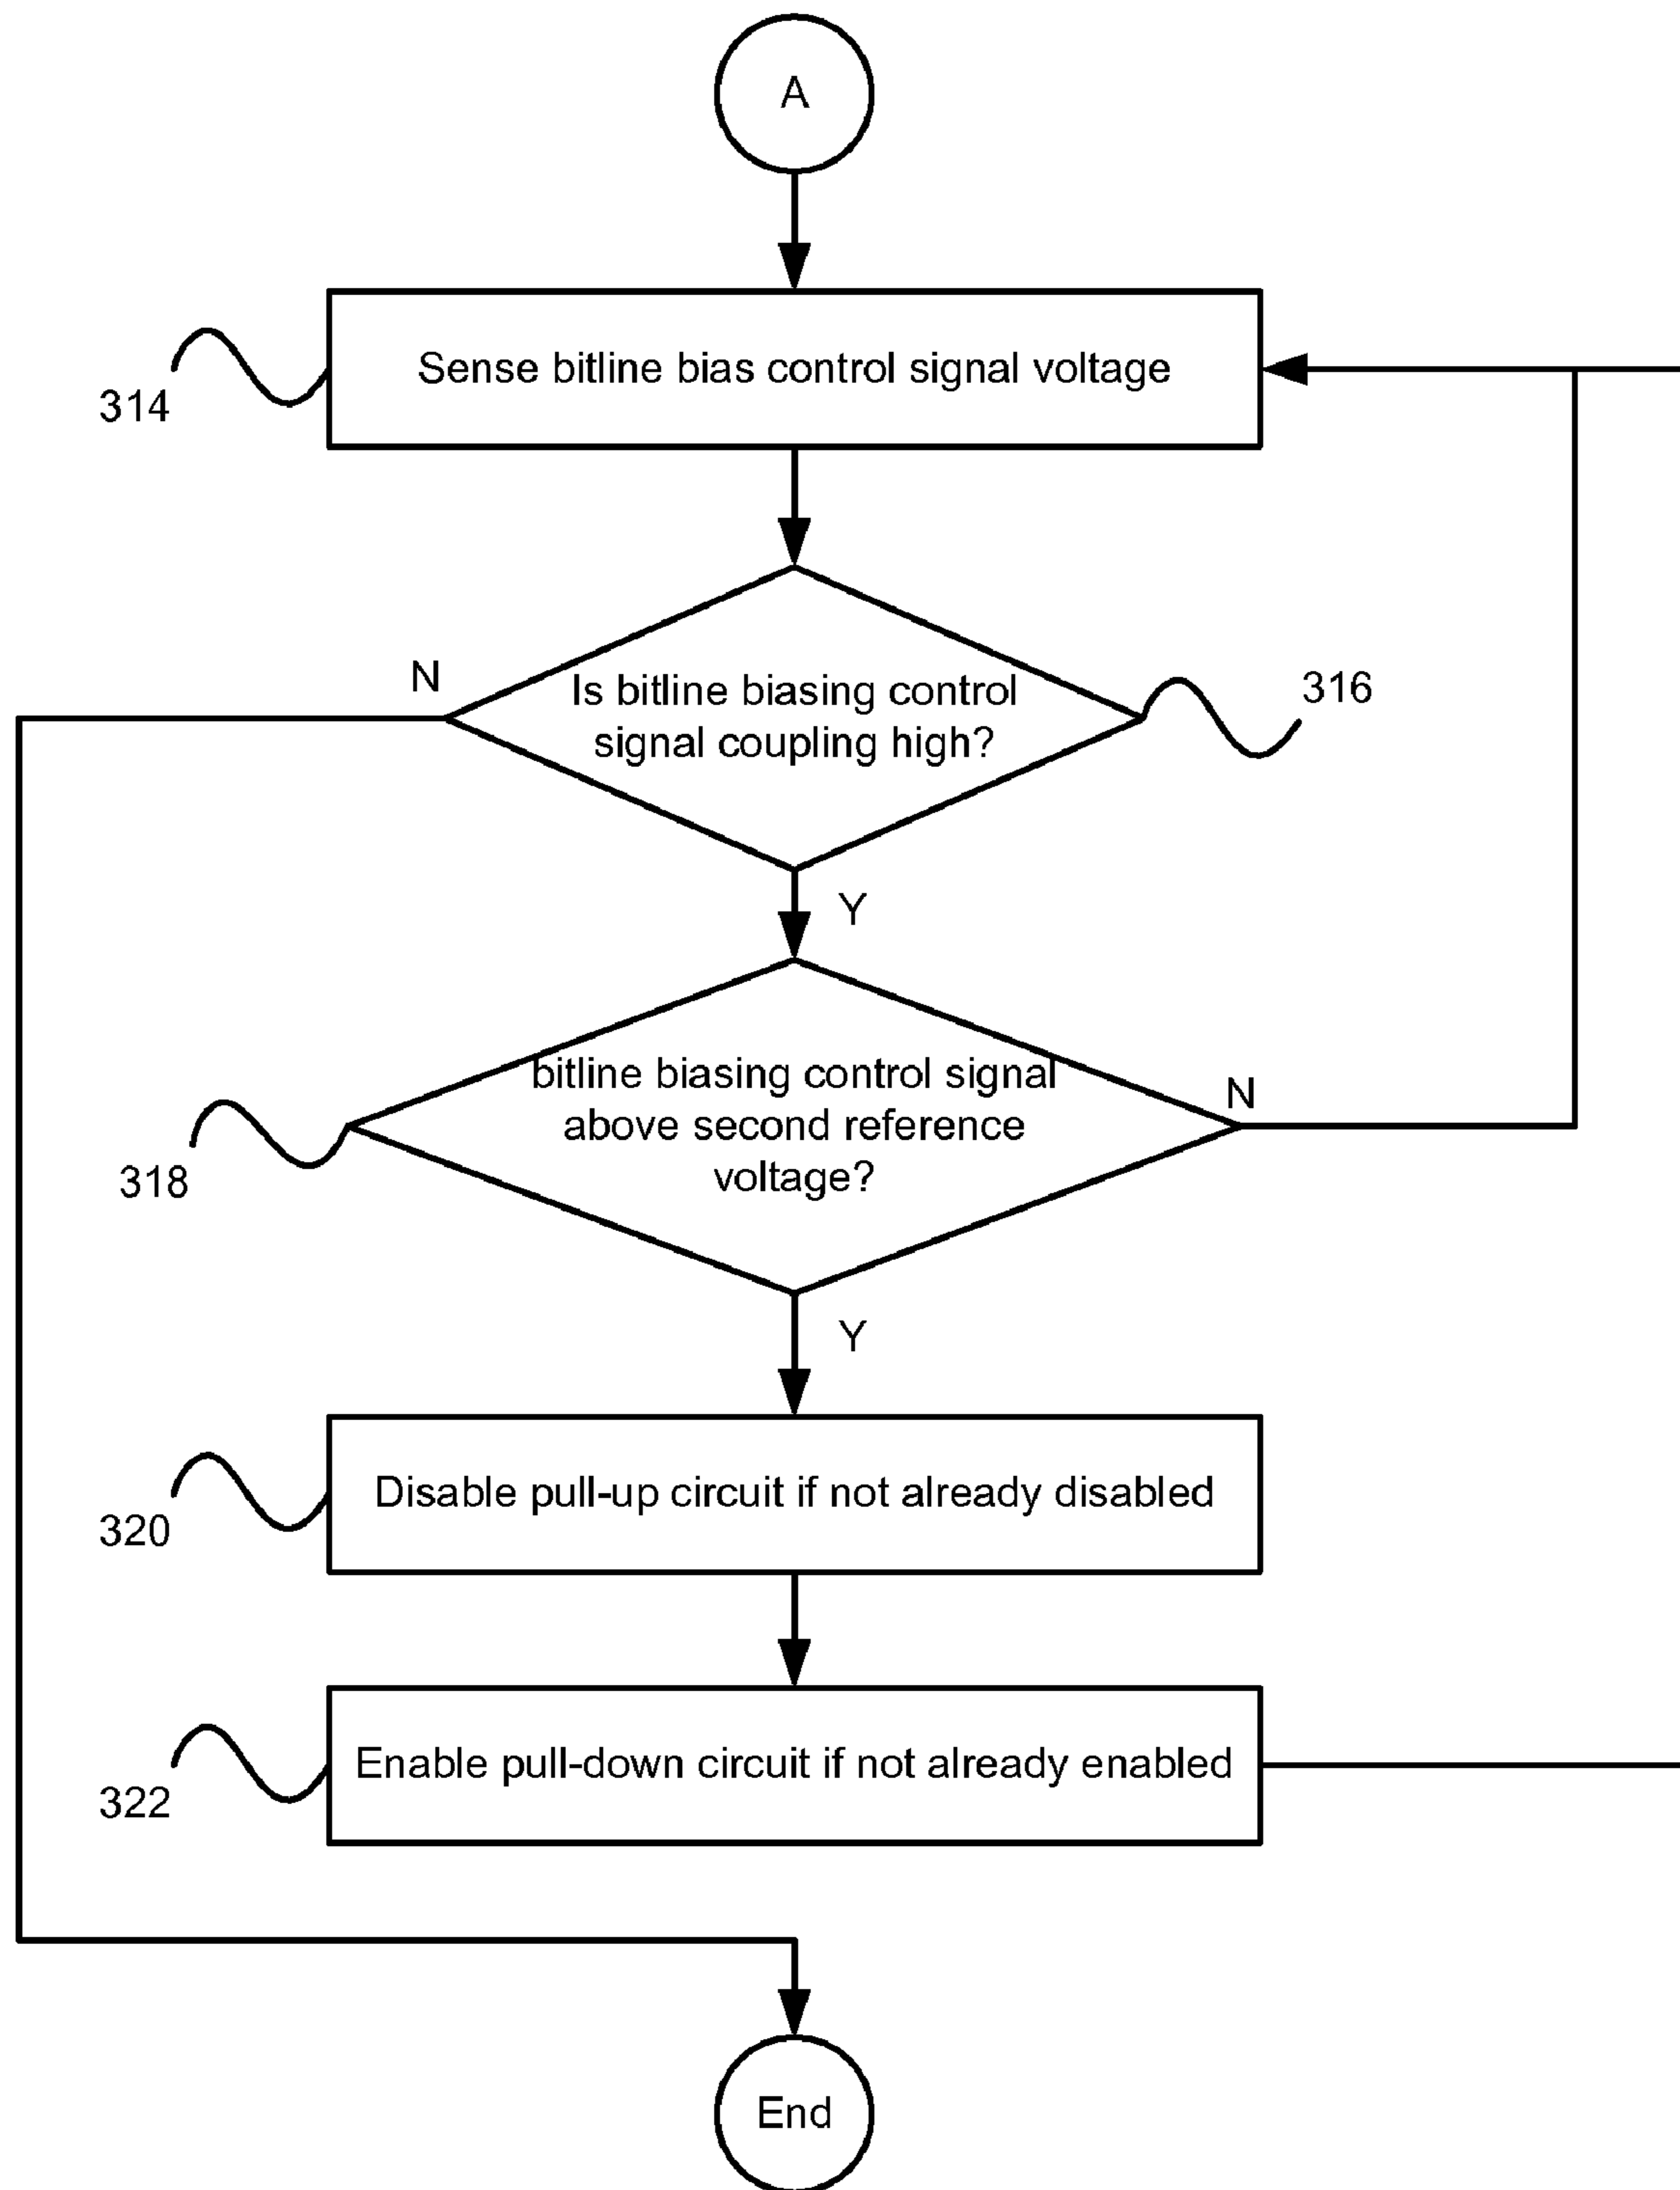 A
Sense bitline bias control signal voltage
314
N
Is bitline biasing control
signal coupling high?
316
Y
bitline biasing control signal
above second reference
voltage?
N
318
Y
Disable pull-up circuit if not already disabled
320
Enable pull-down circuit if not already enabled
322
End